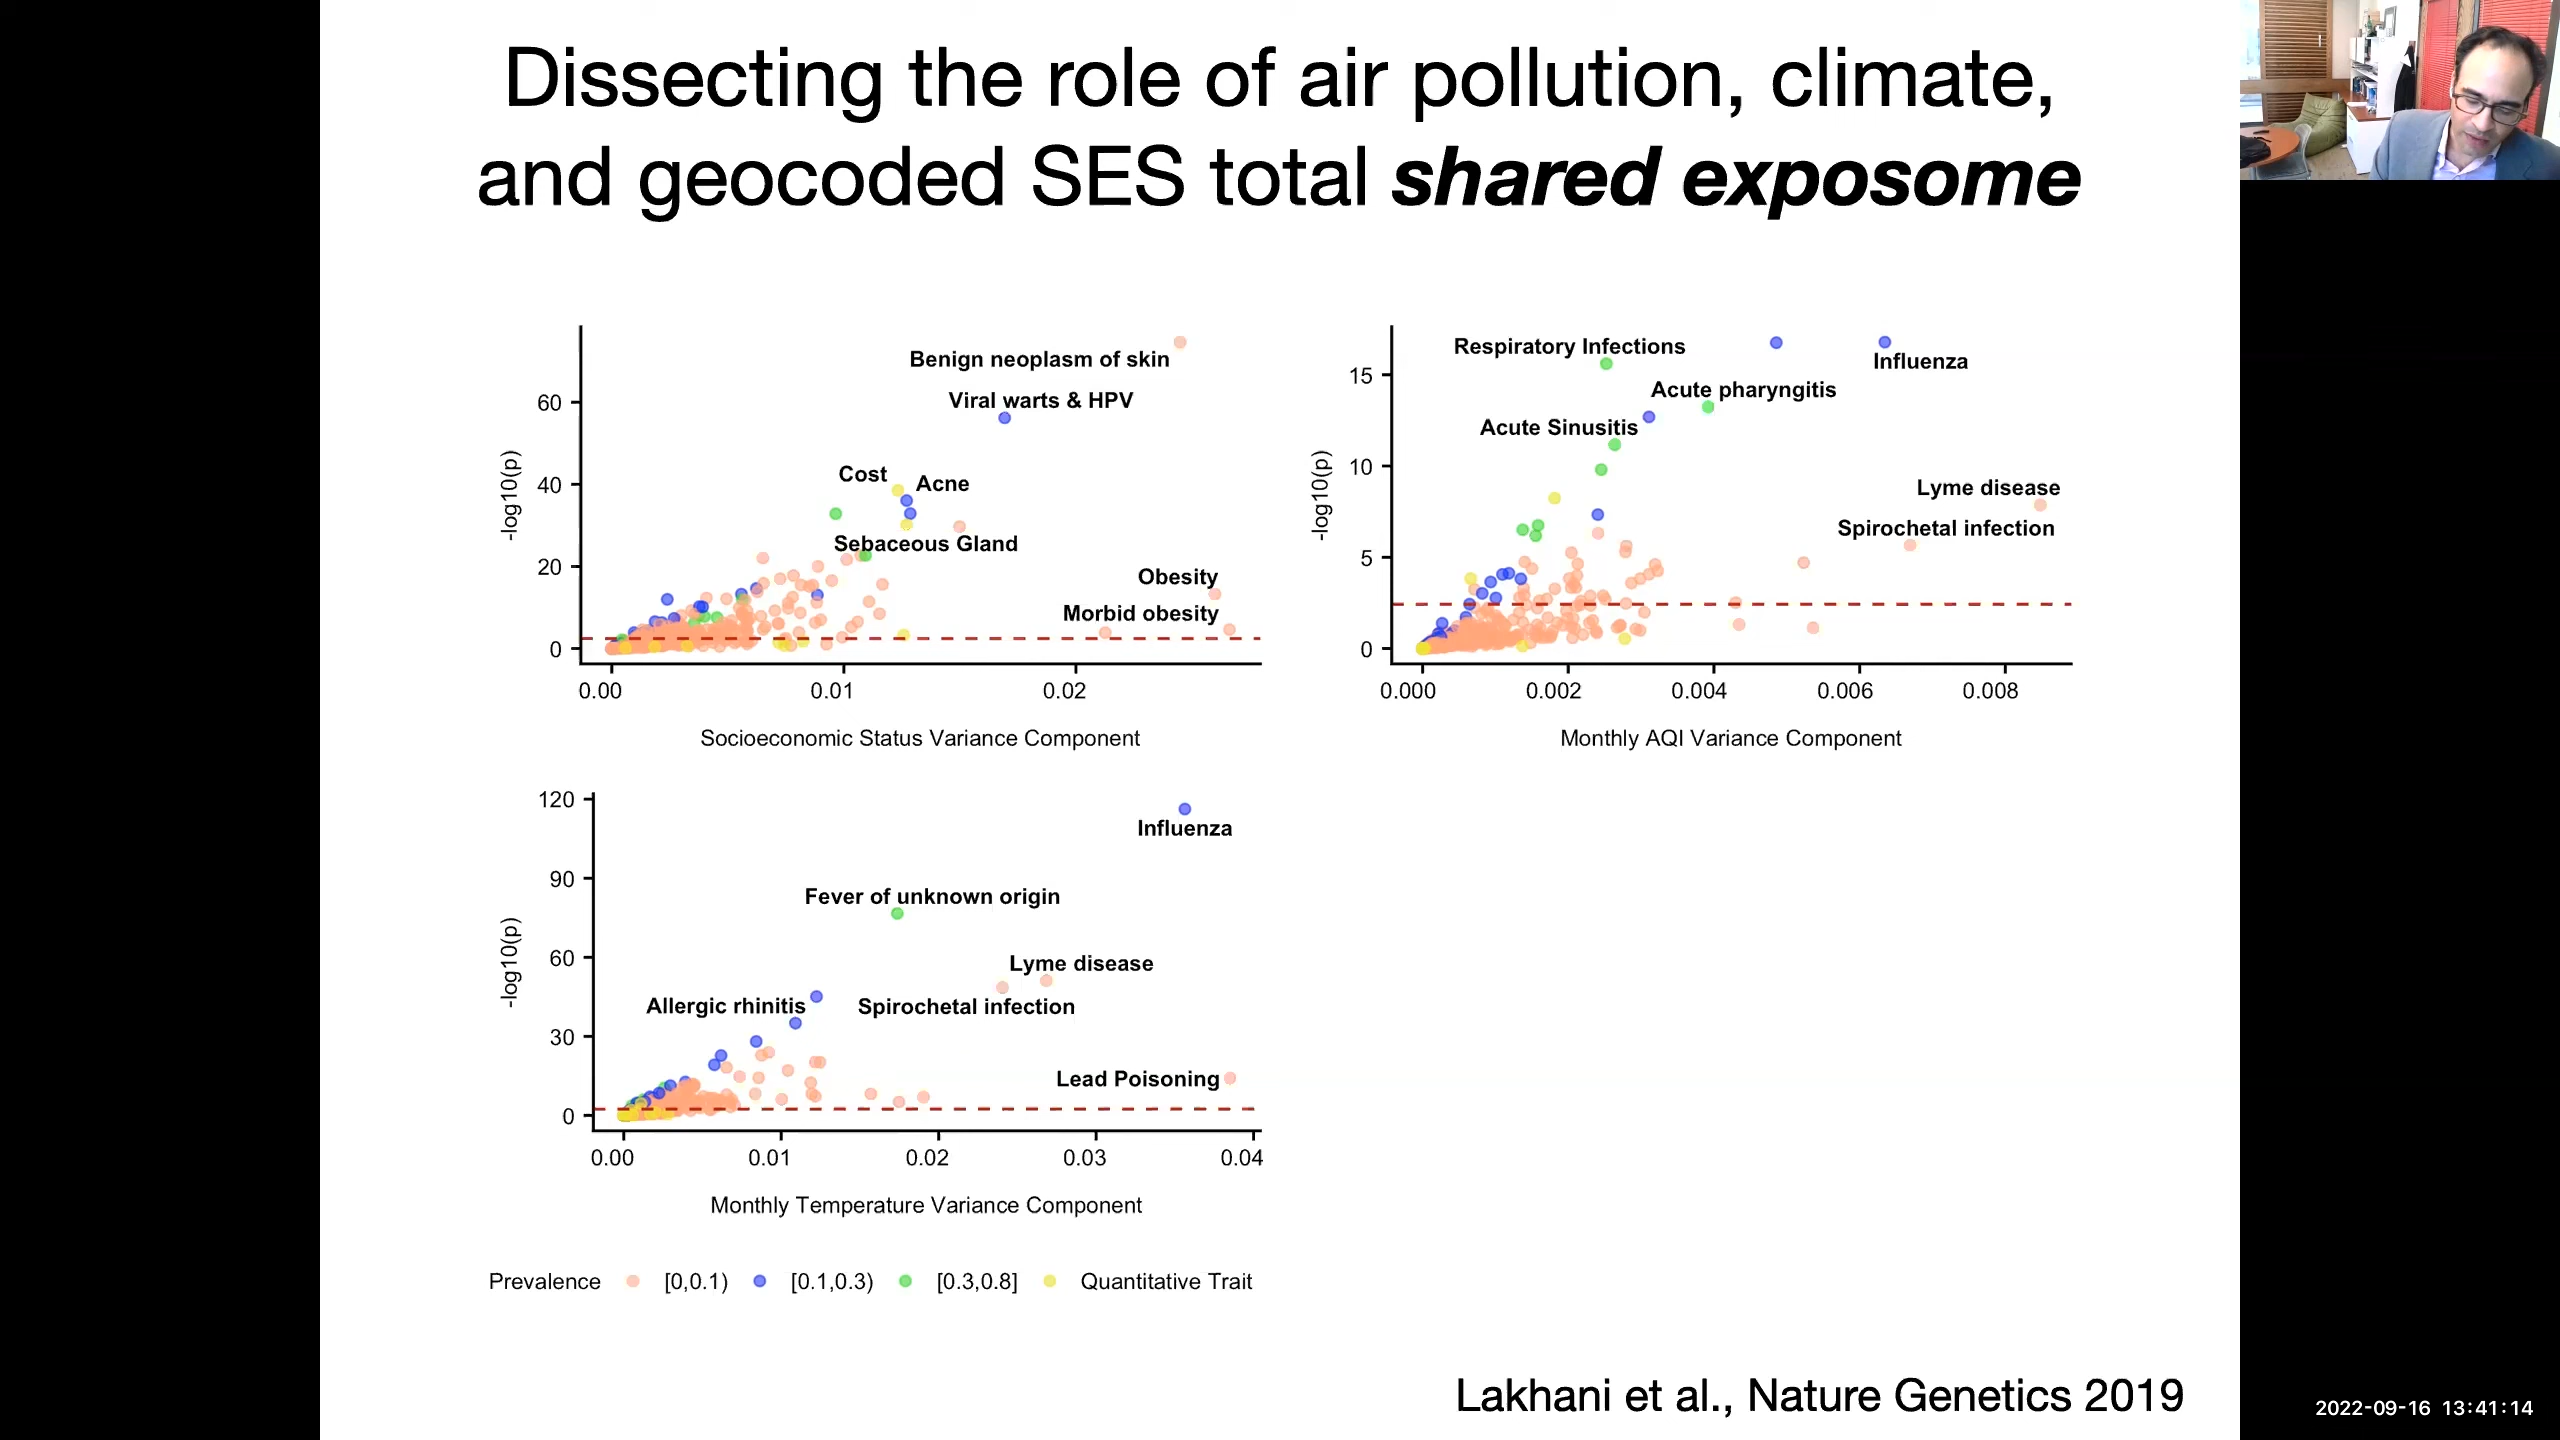 Dissecting the role of air pollution, climate,
and geocoded SES total shared exposome
Benign neoplasm of skin
Viral warts & HPV
Cost
Acne
Sebaceous Gland
Obesity
Morbid obesity
60
40
20
0
-log10(p)
0.00
0.01
0.02
Socioeconomic Status Variance Component
Respiratory Infections
Influenza
Acute pharyngitis
Acute Sinusitis
Lyme disease
Spirochetal infection
15
10
5
0
-log10(p)
0.000
0.002
0.004
0.006
0.008
Monthly AQI Variance Component
120
90
60
30
0
-log10(p)
Influenza
Fever of unknown origin
Lyme disease
Allergic rhinitis
Spirochetal infection
Lead Poisoning
0.00
0.01
0.02
0.03
0.04
Monthly Temperature Variance Component
Prevalence [0,0.1) [0.1,0.3) [0.3,0.8] Quantitative Trait
Lakhani et al., Nature Genetics 2019
2022-09-16 13:41:14